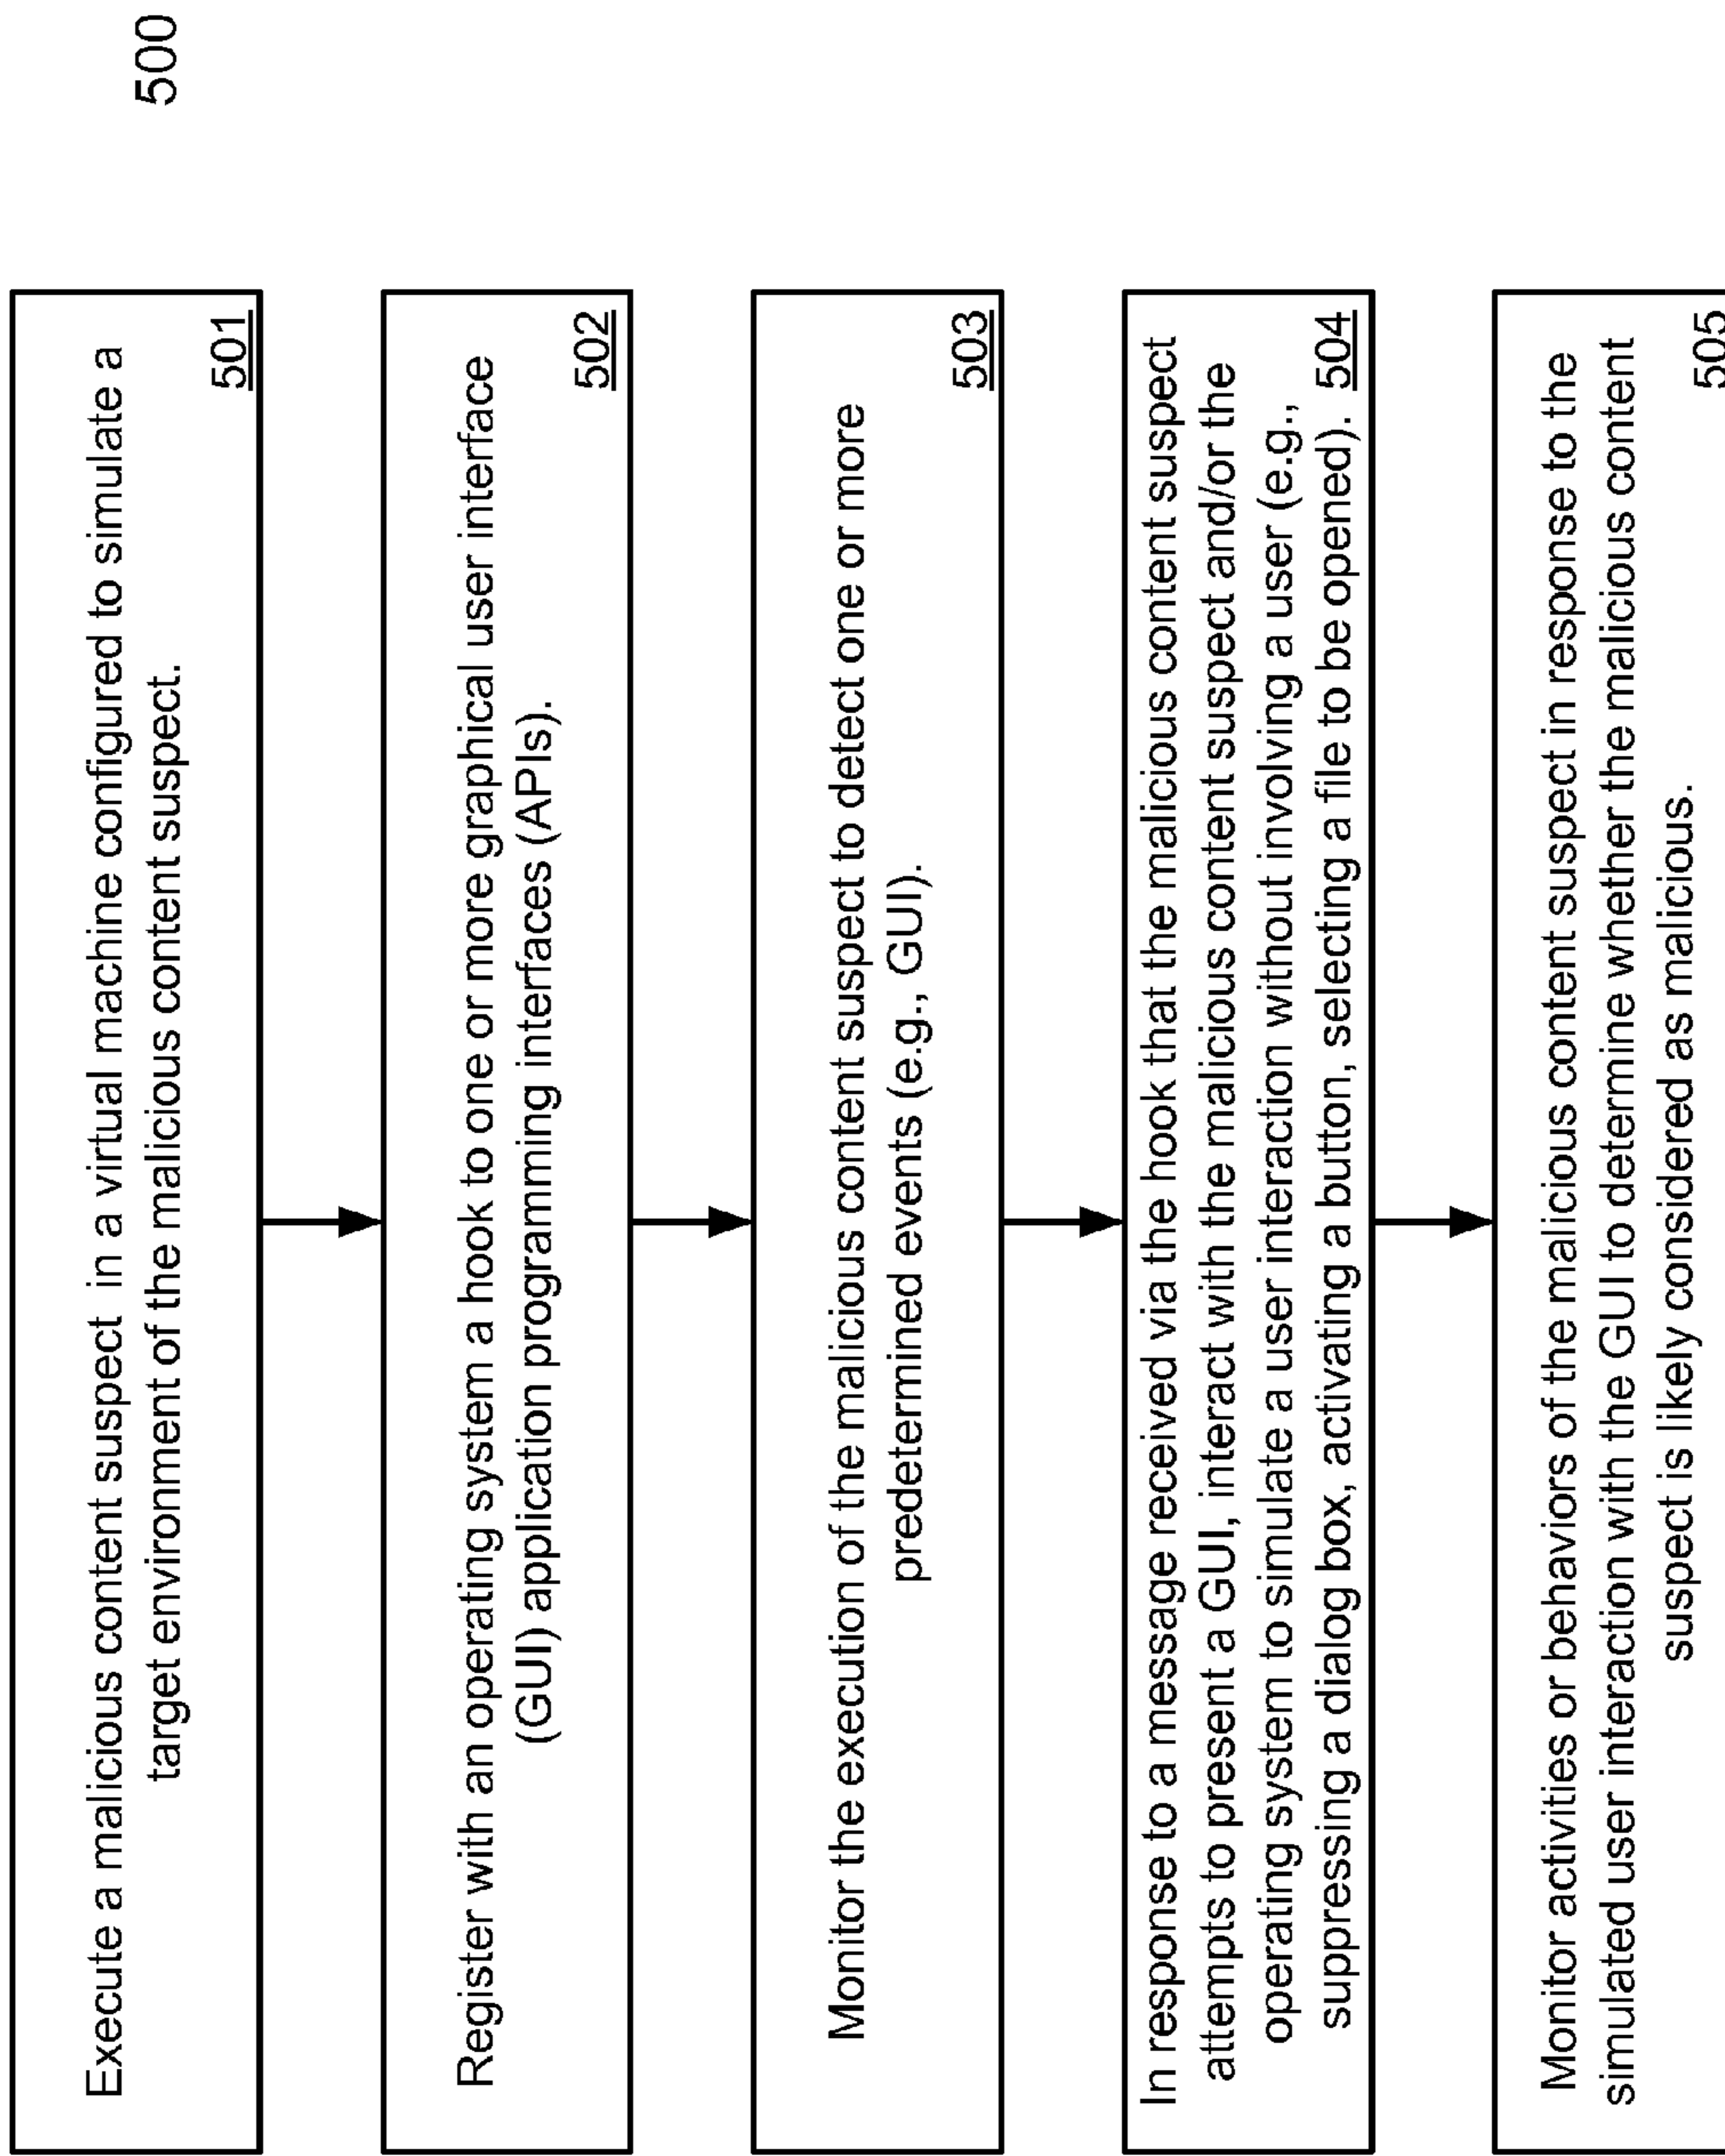 500
Execute a malicious content suspect in a virtual machine configured to simulate a
target environment of the malicious content suspect.
501
Register with an operating system a hook to one or more graphical user interface
(GUI) application programming interfaces (APIs).
502
Monitor the execution of the malicious content suspect to detect one or more
predetermined events (e.g., GUI).
503
In response to a message received via the hook that the malicious content suspect
attempts to present a GUI, interact with the malicious content suspect and/or the
operating system to simulate a user interaction without involving a user (e.g.,
suppressing a dialog box, activating a button, selecting a file to be opened). 504
Monitor activities or behaviors of the malicious content suspect in response to the
simulated user interaction with the GUI to determine whether the malicious content
suspect is likely considered as malicious.
505